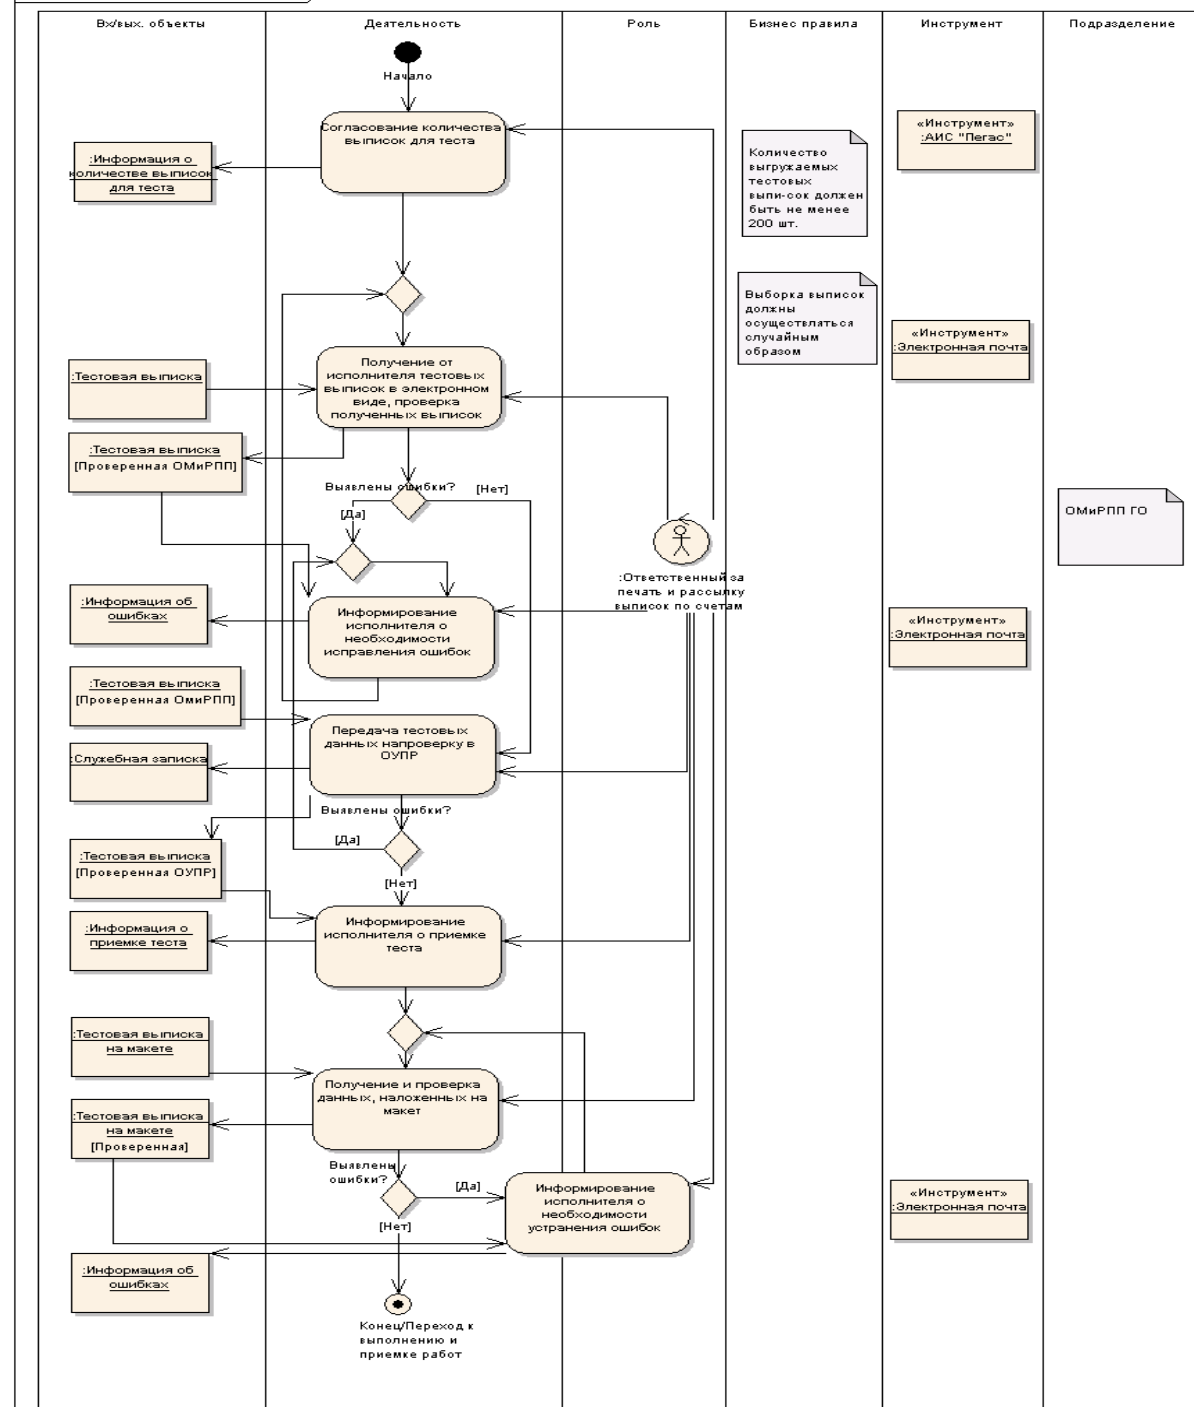 Вх/вых. объекты
Деятельность
Роль
Бизнес правила
Инструмент
Подразделение
Начало
Согласование количества
выписок для теста
:Информация о
количестве выписок
для теста
Количество
выгружаемых
тестовых
выпи-сок должен
быть не менее
200 шт.
«Инструмент»
:АИС "Пегас"
Выборка выписок
должны
осуществляться
случайным
образом
«Инструмент»
:Электронная почта
Получение от
исполнителя тестовых
выписок в электронном
виде, проверка
полученных выписок
:Тестовая выписка
:Тестовая выписка
[Проверенная ОМиРПП]
Выявлены ошибки?
[Нет]
[Да]
ОМиРПП ГО
:Ответственный за
печать и рассылку
выписок по счетам
:Информация об
ошибках
Информирование
исполнителя о
необходимости
исправления ошибок
«Инструмент»
:Электронная почта
:Тестовая выписка
[Проверенная ОмиРПП]
Передача тестовых
данных напроверку в
ОУПР
:Служебная записка
Выявлены ошибки?
[Да]
[Нет]
:Тестовая выписка
[Проверенная ОУПР]
Информирование
исполнителя о приемке
теста
:Информация о
приемке теста
:Тестовая выписка
на макете
Получение и проверка
данных, наложенных на
макет
:Тестовая выписка
на макете
[Проверенная]
Выявлены
ошибки?
[Да]
[Нет]
Информирование
исполнителя о
необходимости
устранения ошибок
«Инструмент»
:Электронная почта
:Информация об
ошибках
Конец/Переход к
выполнению и
приемке работ